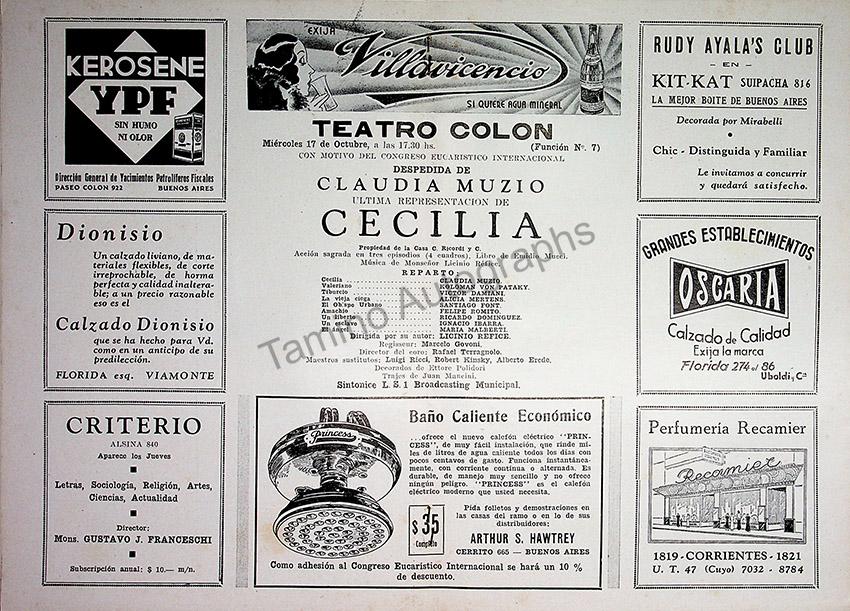 KEROSENE
YPF
SIN HUMO
NI OLOR
Dirección General de Yacimientos Petrolíferos Fiscales
PASEO COLON 922 BUENOS AIRES
Dionisio
Un calzado liviano, de ma-
teriales flexibles, de corte
irreprochable, de horma
perfecta y calidad inaltera-
ble; a un precio razonable
eso es el
Calzado Dionisio
que se ha hecho para Vd.
como en un anticipo de su
predilección.
FLORIDA esq. VIAMONTE
CRITERIO
ALSINA 840
Aparece los Jueves
Letras, Sociología, Religión, Artes,
Ciencias, Actualidad
Director:
Mons. GUSTAVO J. FRANCESCHI
Subscripción anual: $ 10.— m/n.
EXIJA
Villavicencio
SI QUIERE AGUA MINERAL
TEATRO COLON
Miércoles 17 de Octubre, a las 17.30 hs. (Función Nº. 7)
CON MOTIVO DEL CONGRESO EUCARISTICO INTERNACIONAL
DESPEDIDA DE
CLAUDIA MUZIO
ULTIMA REPRESENTACION DE
CECILIA
Propiedad de la Casa C. Ricordi y C.
Acción sagrada en tres episodios (4 cuadros), Libro de Emidio Mucci.
Música de Monseñor Licinio Réfice.
REPARTO
Cecilia CLAUDIA MUZIO
Valeriano KOLOMAN VON PATAKY.
Tiburcio VICTOR DAMIANI.
La vieja ciega ALICIA MERTENS.
El Obispo Urbano SANTIAGO FONT.
Amachio FELIPE ROMITO.
Un liberto RICARDO DOMINGUEZ.
Un esclavo IGNACIO IBARRA.
El ángel MARIA MALBERTI.
Dirigida por su autor: LICINIO REFICE.
Regisseur: Marcelo Govoni.
Director del coro: Rafael Terragnolo.
Maestros sustitutos: Luigi Ricci, Robert Kinsky, Alberto Erede.
Decorados de Ettore Polidori
Trajes de Juan Mancini.
Sintonice L. S. 1 Broadcasting Municipal.
Tamino Autographs
Princess
Baño Caliente Económico
...ofrece el nuevo calefón eléctrico "PRIN-
CESS", de muy fácil instalación, que rinde mi-
les de litros de agua caliente todos los días con
pocos centavos de gasto. Funciona instantánea-
mente, con corriente continua o alternada. Es
durable, de manejo muy sencillo y no ofrece
ningún peligro. "PRINCESS" es el calefón
eléctrico moderno que usted necesita.
$ 35
Completo
Pida folletos y demostraciones en
las casas del ramo o en lo de sus
distribuidores:
ARTHUR S. HAWTREY
CERRITO 665 — BUENOS AIRES
Como adhesión al Congreso Eucarístico Internacional se hará un 10 %
de descuento.
RUDY AYALA'S CLUB
- EN -
KIT-KAT SUIPACHA 816
LA MEJOR BOITE DE BUENOS AIRES
Decorada por Mirabelli
Chic - Distinguida y Familiar
Le invitamos a concurrir
y quedará satisfecho.
GRANDES ESTABLECIMIENTOS
OSCARIA
Calzado de Calidad
Exija la marca
Florida 274 al 86
Uboldi y Cª
Perfumería Recamier
Recamier
1819 - CORRIENTES - 1821
U. T. 47 (Cuyo) 7032 - 8784